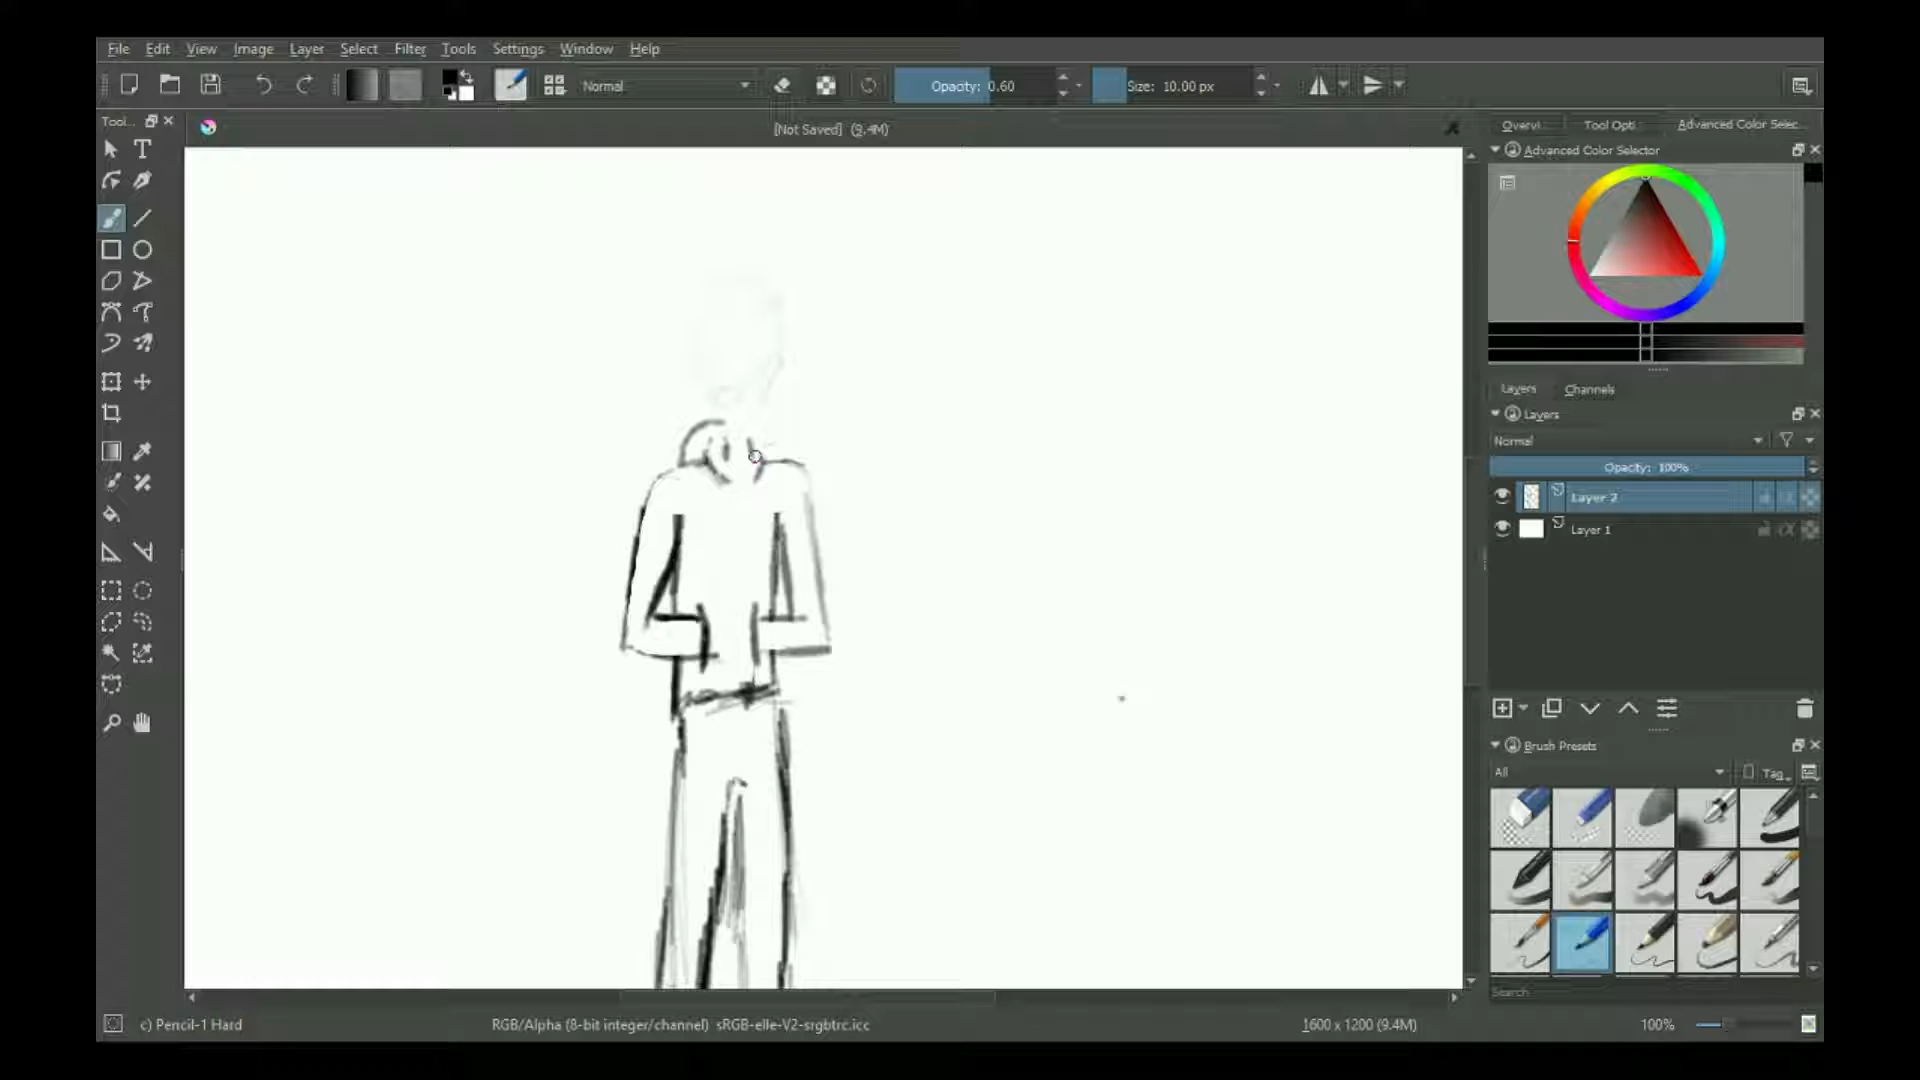 File Edit View Image Layer Select Filter Tools Settings Window Help
Normal Opacity: 0.60 Size: 10.00 px
Tool...
[Not Saved] (9.4M)
Overvi... Tool Opti... Advanced Color Selec...
Advanced Color Selector
Layers Channels
Layers
Normal
Opacity: 100%
Layer 2
Layer 1
Brush Presets
All Tag
Search
c) Pencil-1 Hard RGB/Alpha (8-bit integer/channel) sRGB-elle-V2-srgbtrc.icc 1600 x 1200 (9.4M) 100%